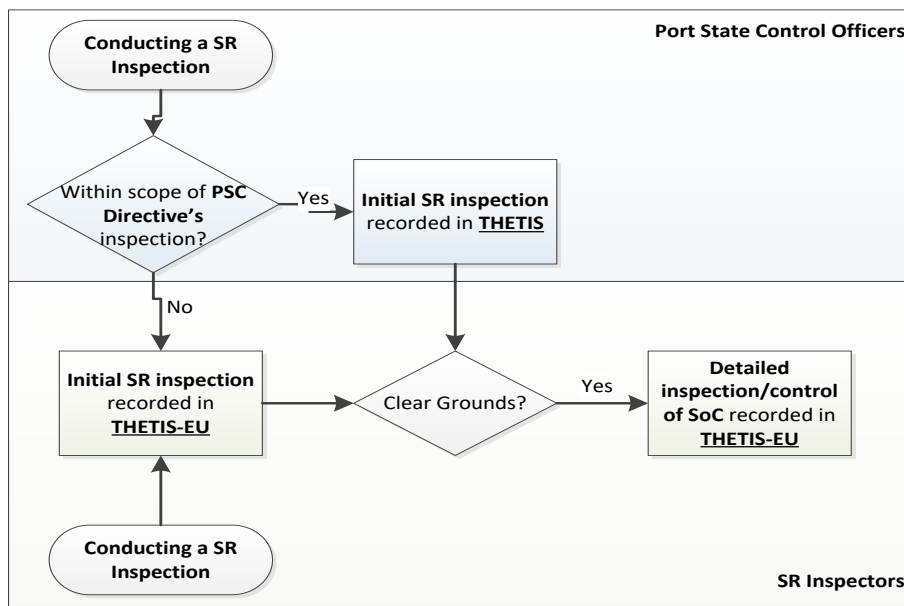 Port State Control Officers
Conducting a SR
Inspection
Within scope of PSC
Directive's
inspection?
Yes
Initial SR inspection
recorded in THETIS
No
Initial SR inspection
recorded in
THETIS-EU
Clear Grounds?
Yes
Detailed
inspection/control
of SoC recorded in
THETIS-EU
Conducting a SR
Inspection
SR Inspectors